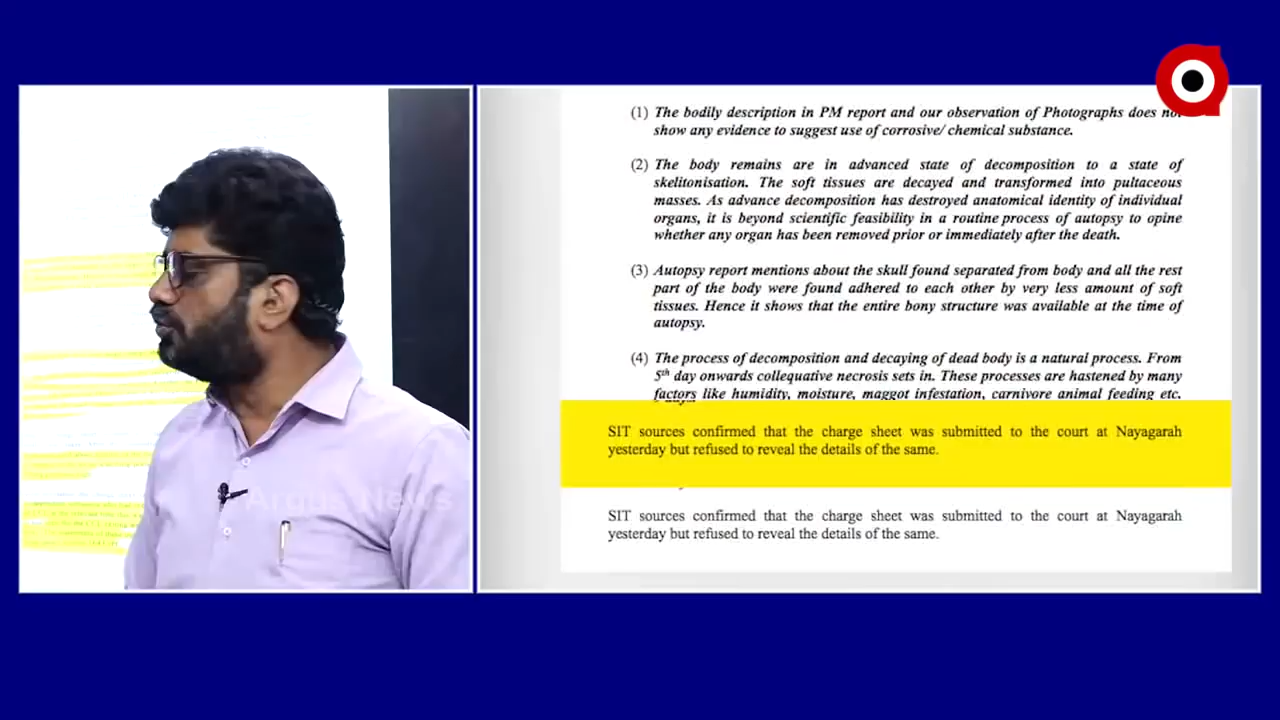 (1) The bodily description in PM report and our observation of Photographs does not
show any evidence to suggest use of corrosive/ chemical substance.
(2) The body remains are in advanced state of decomposition to a state of
skelitonisation. The soft tissues are decayed and transformed into pultaceous
masses. As advance decomposition has destroyed anatomical identity of individual
organs, it is beyond scientific feasibility in a routine process of autopsy to opine
whether any organ has been removed prior or immediately after the death.
(3) Autopsy report mentions about the skull found separated from body and all the rest
part of the body were found adhered to each other by very less amount of soft
tissues. Hence it shows that the entire bony structure was available at the time of
autopsy.
(4) The process of decomposition and decaying of dead body is a natural process. From
5th day onwards collequative necrosis sets in. These processes are hastened by many
factors like humidity, moisture, maggot infestation, carnivore animal feeding etc.
SIT sources confirmed that the charge sheet was submitted to the court at Nayagarah
yesterday but refused to reveal the details of the same.
SIT sources confirmed that the charge sheet was submitted to the court at Nayagarah
yesterday but refused to reveal the details of the same.
Argus News